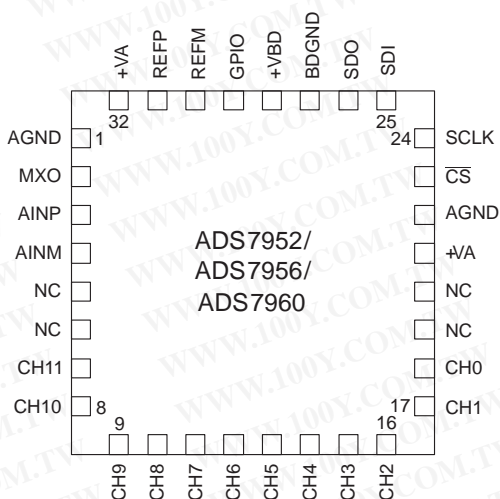 +VA
REFP
REFM
GPIO
+VBD
BDGND
SDO
SDI
32
25
AGND
1
24
SCLK
MXO
CS
AINP
AGND
AINM
+VA
NC
NC
NC
NC
CH11
CH0
CH10
8
17
CH1
9
16
ADS7952/
ADS7956/
ADS7960
CH9
CH8
CH7
CH6
CH5
CH4
CH3
CH2
WWW.100Y.COM.TW